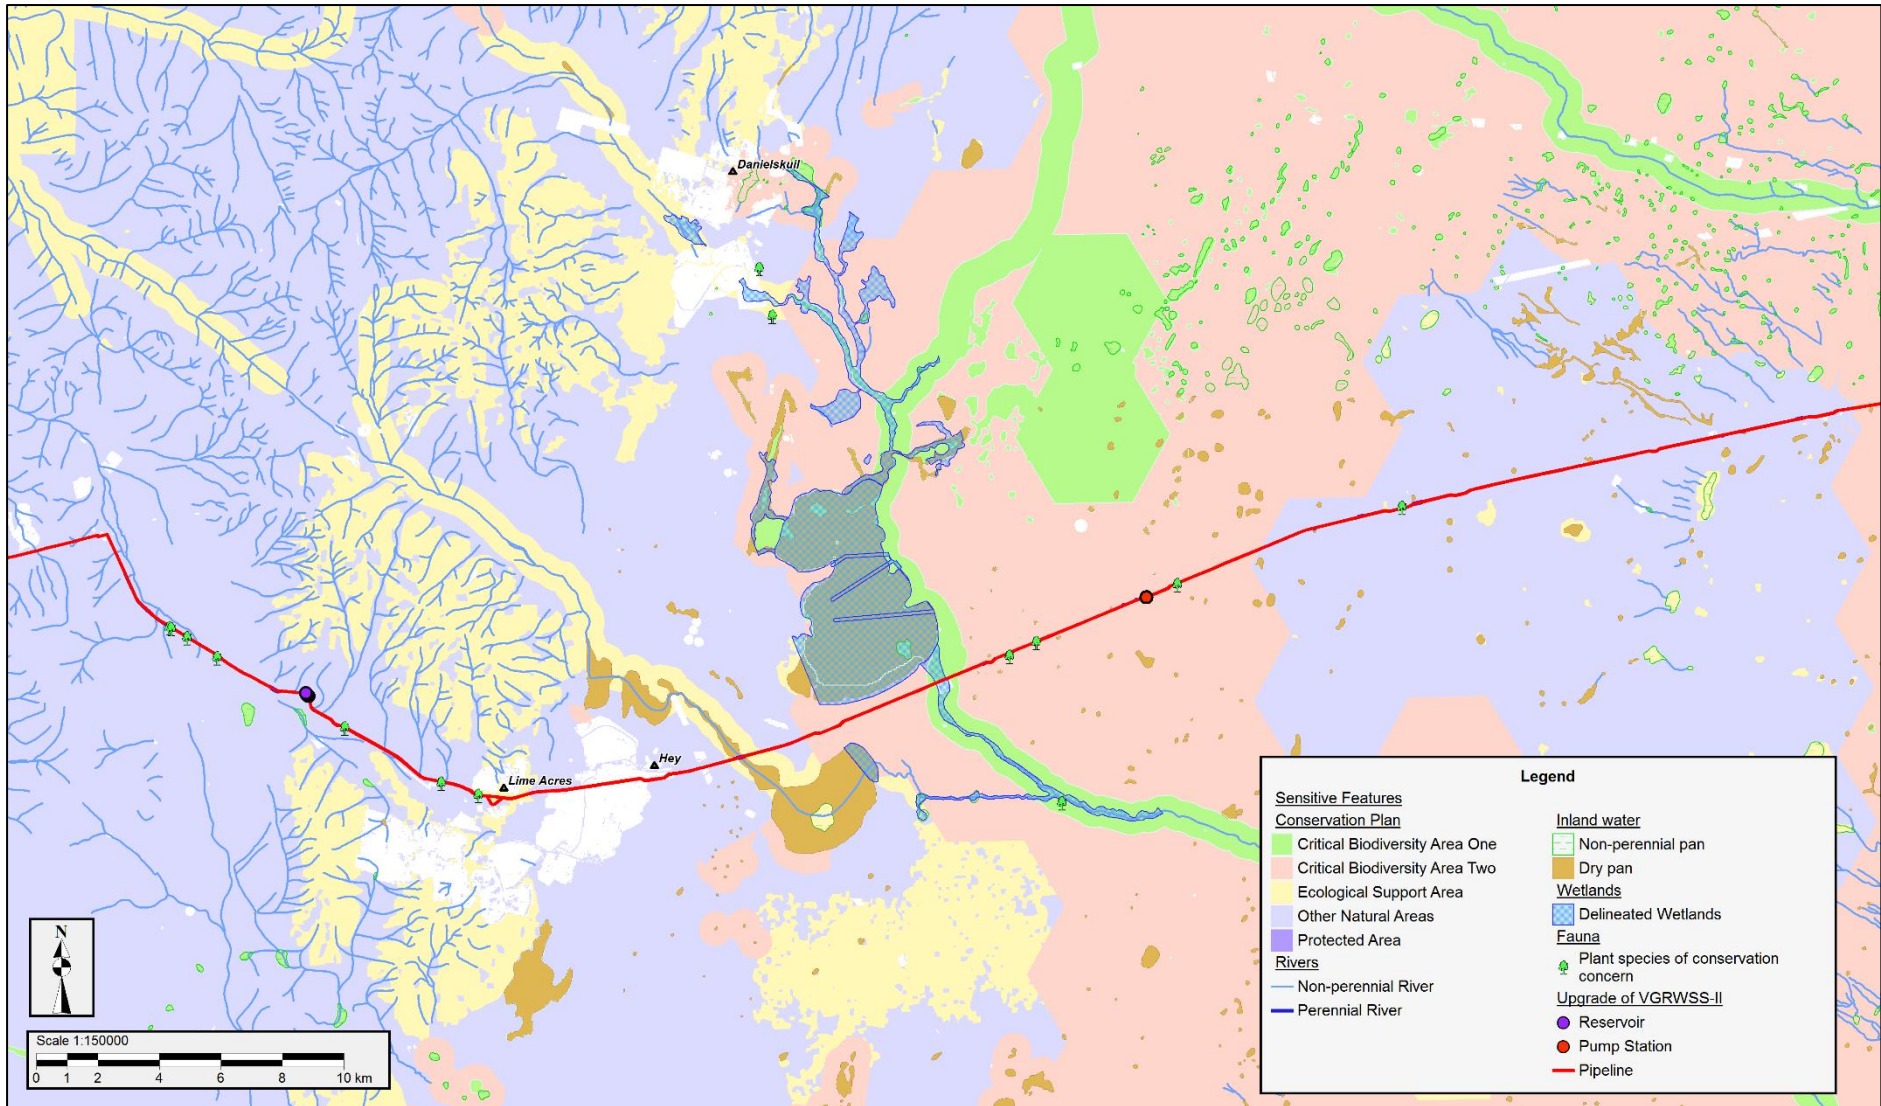 Danielskuil
Hey
Lime Acres
N
Scale 1:150000
0 1 2 4 6 8 10 km
Legend
Sensitive Features
Conservation Plan
Critical Biodiversity Area One
Critical Biodiversity Area Two
Ecological Support Area
Other Natural Areas
Protected Area
Rivers
Non-perennial River
Perennial River
Inland water
Non-perennial pan
Dry pan
Wetlands
Delineated Wetlands
Fauna
Plant species of conservation
concern
Upgrade of VGRWSS-II
Reservoir
Pump Station
Pipeline